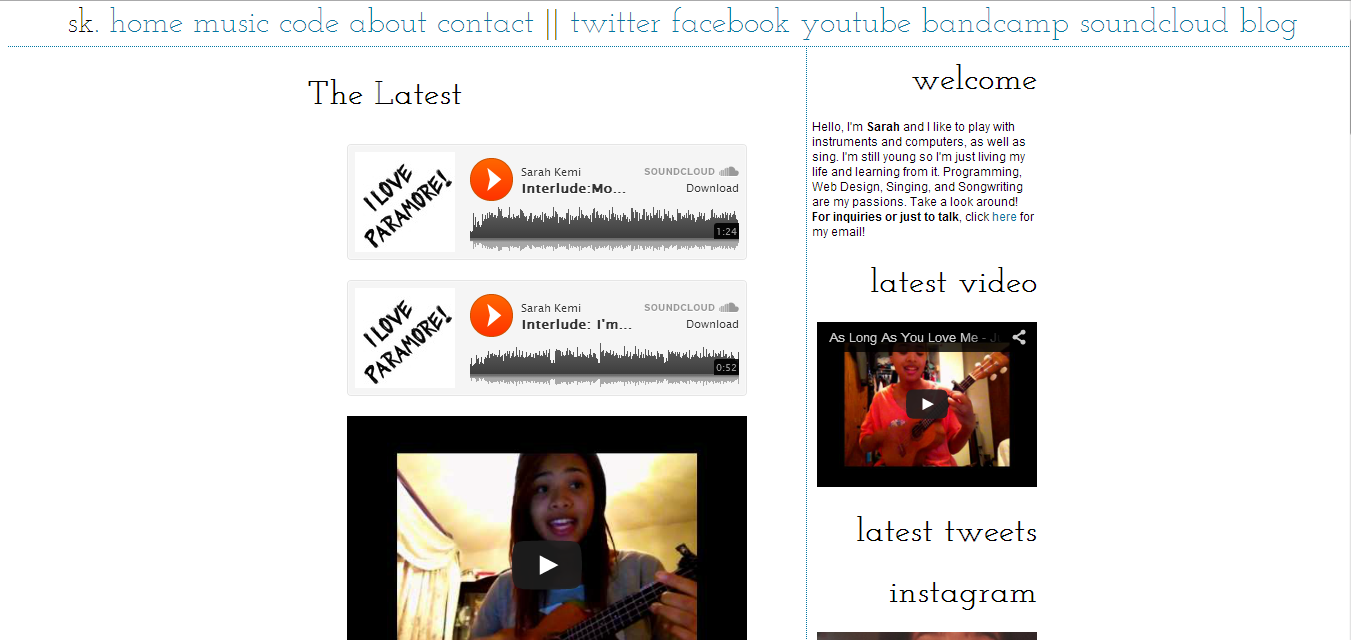 sk. home music code about contact || twitter facebook youtube bandcamp soundcloud blog
The Latest
I LOVE
PARAMORE!
Sarah Kemi
SOUNDCLOUD
Interlude:Mo...
Download
1:24
I LOVE
PARAMORE!
Sarah Kemi
SOUNDCLOUD
Interlude: I'm...
Download
0:52
welcome
Hello, I'm Sarah and I like to play with
instruments and computers, as well as
sing. I'm still young so I'm just living my
life and learning from it. Programming,
Web Design, Singing, and Songwriting
are my passions. Take a look around!
For inquiries or just to talk, click here for
my email!
latest video
As Long As You Love Me - J
latest tweets
instagram